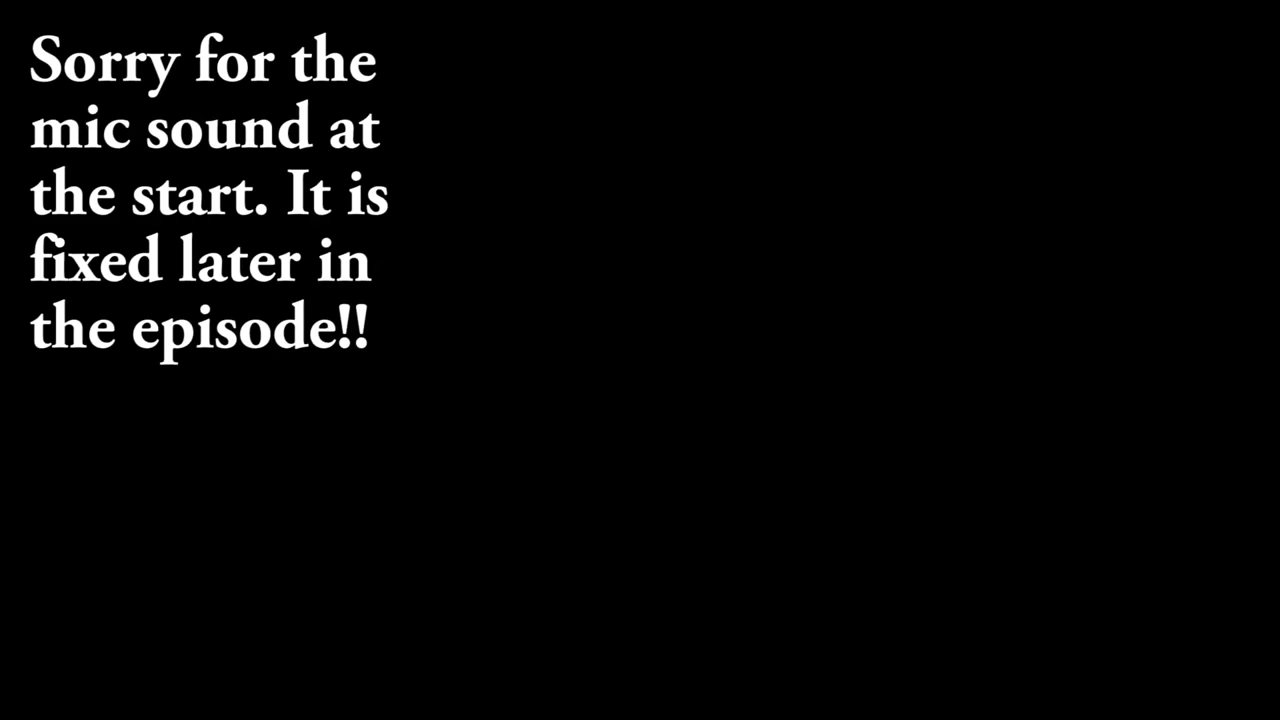 Sorry for the
mic sound at
the start. It is
fixed later in
the episode!!